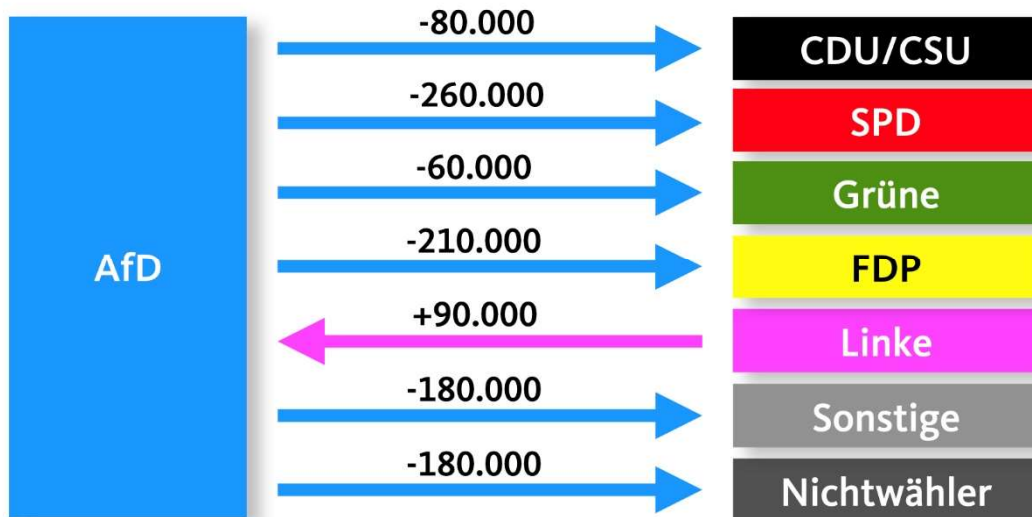 -80.000
CDU/CSU
-260.000
SPD
-60.000
Grüne
-210.000
AfD
FDP
+90.000
Linke
-180.000
Sonstige
-180.000
Nichtwähler